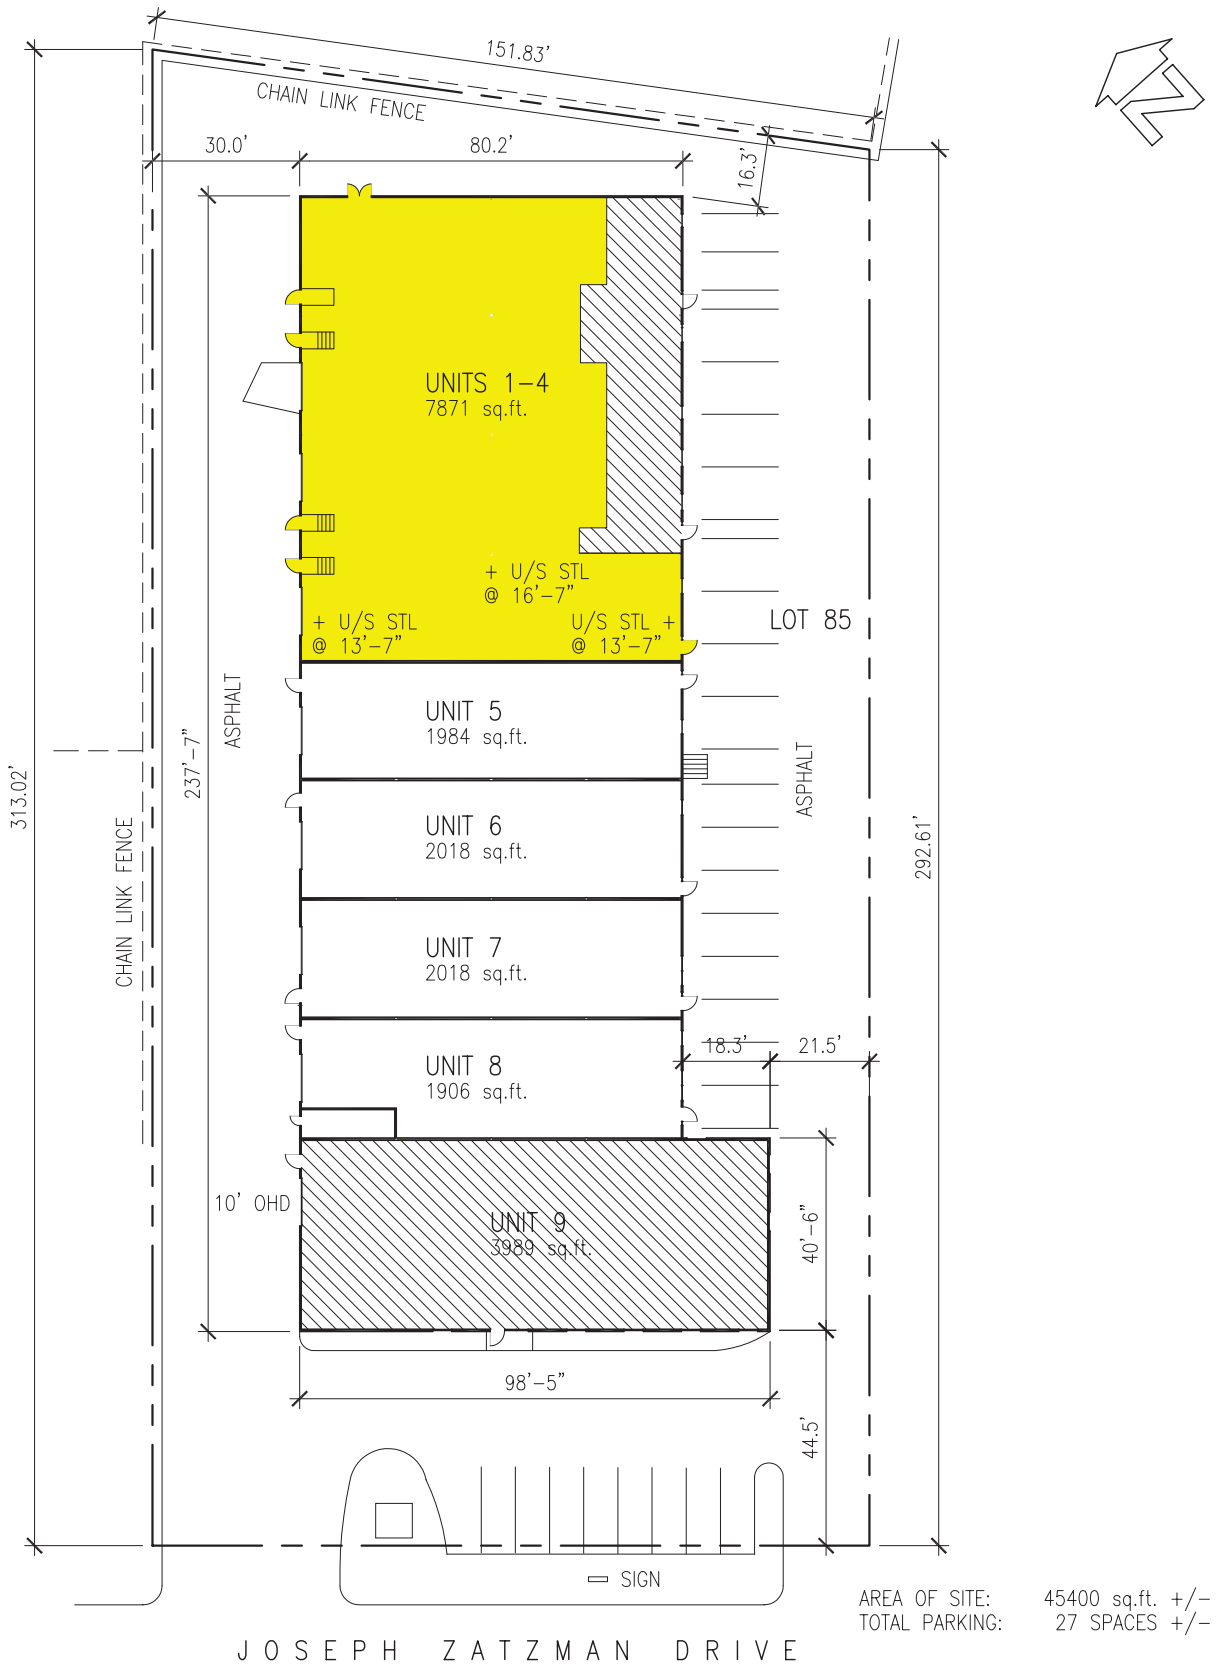 151.83'
CHAIN LINK FENCE
30.0'
80.2'
16.3'
UNITS 1-4
7871 sq.ft.
+ U/S STL
@ 16'-7"
+ U/S STL
@ 13'-7"
U/S STL +
@ 13'-7"
LOT 85
ASPHALT
UNIT 5
1984 sq.ft.
237'-7"
313.02'
ASPHALT
UNIT 6
2018 sq.ft.
292.61'
CHAIN LINK FENCE
UNIT 7
2018 sq.ft.
18.3'
21.5'
UNIT 8
1906 sq.ft.
10' OHD
UNIT 9
3989 sq.ft.
40'-6"
98'-5"
44.5'
SIGN
AREA OF SITE: 45400 sq.ft. +/-
TOTAL PARKING: 27 SPACES +/-
JOSEPH ZATZMAN DRIVE